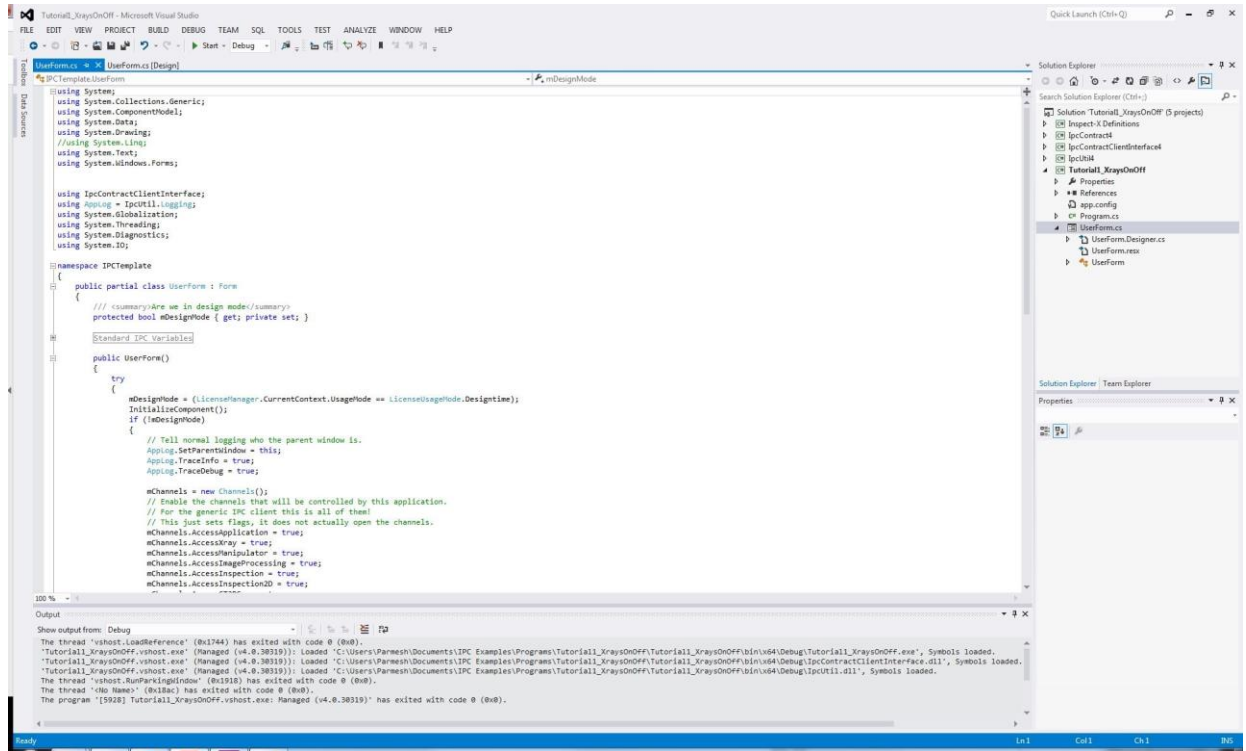 Tutorial1_XraysOnOff - Microsoft Visual Studio
Quick Launch (Ctrl+Q)
FILE EDIT VIEW PROJECT BUILD DEBUG TEAM SQL TOOLS TEST ANALYZE WINDOW HELP
Start - Debug
Toolbox
Data Sources
UserForm.cs UserForm.cs [Design]
IPCTemplate.UserForm
mDesignMode
using System;
using System.Collections.Generic;
using System.ComponentModel;
using System.Data;
using System.Drawing;
//using System.Linq;
using System.Text;
using System.Windows.Forms;
using IpcContractClientInterface;
using AppLog = IpcUtil.Logging;
using System.Globalization;
using System.Threading;
using System.Diagnostics;
using System.IO;
namespace IPCTemplate
{
public partial class UserForm : Form
{
/// <summary>Are we in design mode</summary>
protected bool mDesignMode { get; private set; }
Standard IPC Variables
public UserForm()
{
try
{
mDesignMode = (LicenseManager.CurrentContext.UsageMode == LicenseUsageMode.Designtime);
InitializeComponent();
if (!mDesignMode)
{
// Tell normal logging who the parent window is.
AppLog.SetParentWindow = this;
AppLog.TraceInfo = true;
AppLog.TraceDebug = true;
mChannels = new Channels();
// Enable the channels that will be controlled by this application.
// For the generic IPC client this is all of them!
// This just sets flags, it does not actually open the channels.
mChannels.AccessApplication = true;
mChannels.AccessXray = true;
mChannels.AccessManipulator = true;
mChannels.AccessImageProcessing = true;
mChannels.AccessInspection = true;
mChannels.AccessInspection2D = true;
100 %
Output
Show output from: Debug
The thread 'vshost.LoadReference' (0x1744) has exited with code 0 (0x0).
'Tutorial1_XraysOnOff.vshost.exe' (Managed (v4.0.30319)): Loaded 'C:\Users\Parmesh\Documents\IPC Examples\Programs\Tutorial1_XraysOnOff\Tutorial1_XraysOnOff\bin\x64\Debug\Tutorial1_XraysOnOff.exe', Symbols loaded.
'Tutorial1_XraysOnOff.vshost.exe' (Managed (v4.0.30319)): Loaded 'C:\Users\Parmesh\Documents\IPC Examples\Programs\Tutorial1_XraysOnOff\Tutorial1_XraysOnOff\bin\x64\Debug\IpcContractClientInterface.dll', Symbols loaded.
'Tutorial1_XraysOnOff.vshost.exe' (Managed (v4.0.30319)): Loaded 'C:\Users\Parmesh\Documents\IPC Examples\Programs\Tutorial1_XraysOnOff\Tutorial1_XraysOnOff\bin\x64\Debug\IpcUtil.dll', Symbols loaded.
The thread 'vshost.RunParkingWindow' (0x1918) has exited with code 0 (0x0).
The thread '<No Name>' (0x18ac) has exited with code 0 (0x0).
The program '[5928] Tutorial1_XraysOnOff.vshost.exe: Managed (v4.0.30319)' has exited with code 0 (0x0).
Solution Explorer
Search Solution Explorer (Ctrl+;)
Solution 'Tutorial1_XraysOnOff' (5 projects)
Inspect-X Definitions
IpcContract4
IpcContractClientInterface4
IpcUtil4
Tutorial1_XraysOnOff
Properties
References
app.config
Program.cs
UserForm.cs
UserForm.Designer.cs
UserForm.resx
UserForm
Solution Explorer Team Explorer
Properties
Ready
Ln 1 Col 1 Ch 1 INS